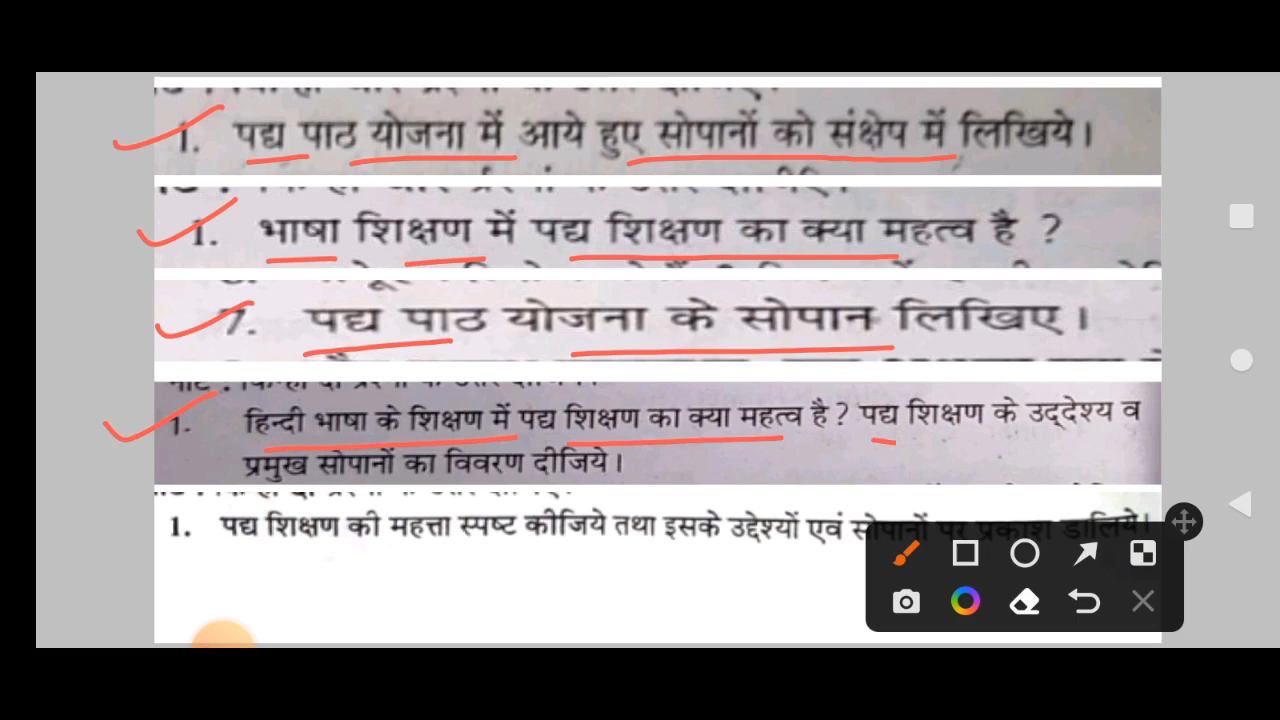 1. पद्य पाठ योजना में आये हुए सोपानों को संक्षेप में लिखिये।
1. भाषा शिक्षण में पद्य शिक्षण का क्या महत्व है ?
7. पद्य पाठ योजना के सोपान लिखिए।
1. हिन्दी भाषा के शिक्षण में पद्य शिक्षण का क्या महत्व है ? पद्य शिक्षण के उद्देश्य व
प्रमुख सोपानों का विवरण दीजिये।
1. पद्य शिक्षण की महत्ता स्पष्ट कीजिये तथा इसके उद्देश्यों एवं सोपानों पर प्रकाश डालिये।